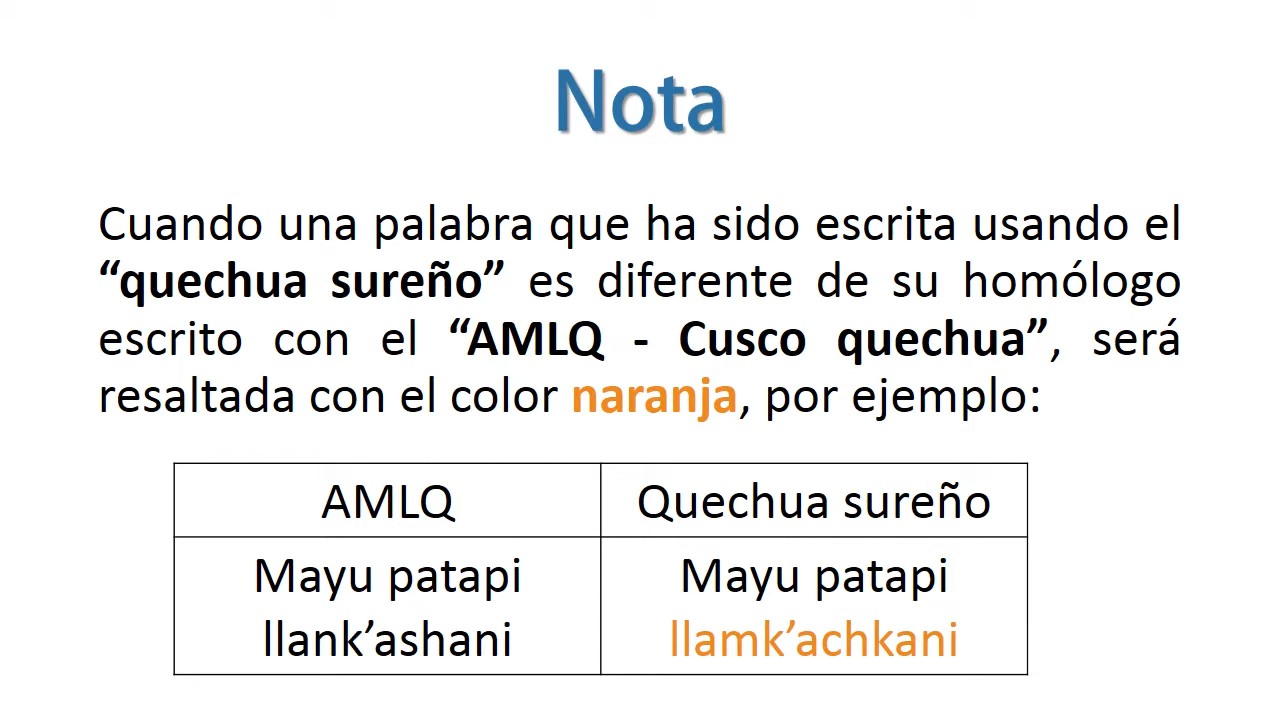 Nota
Cuando una palabra que ha sido escrita usando el
“quechua sureño” es diferente de su homólogo
escrito con el “AMLQ - Cusco quechua”, será
resaltada con el color naranja, por ejemplo:
AMLQ
Quechua sureño
Mayu patapi
llank’ashani
Mayu patapi
llamk’achkani